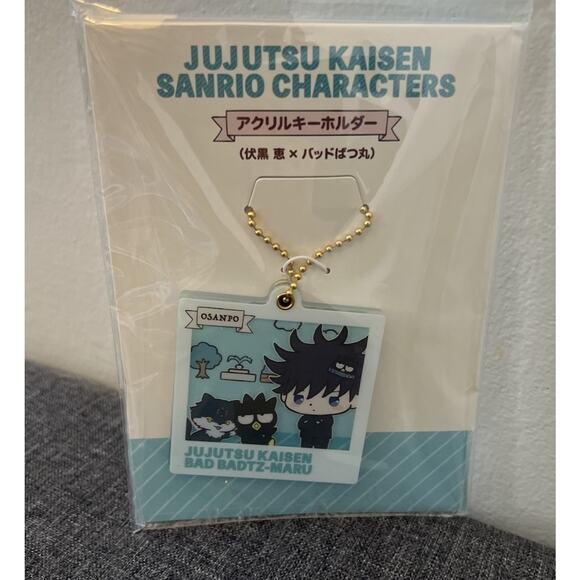 JUJUTSU KAISEN
SANRIO CHARACTERS
アクリルキーホルダー
(伏黒 恵 × バッドばつ丸)
OSANPO
JUJUTSU KAISEN
BAD BADTZ-MARU